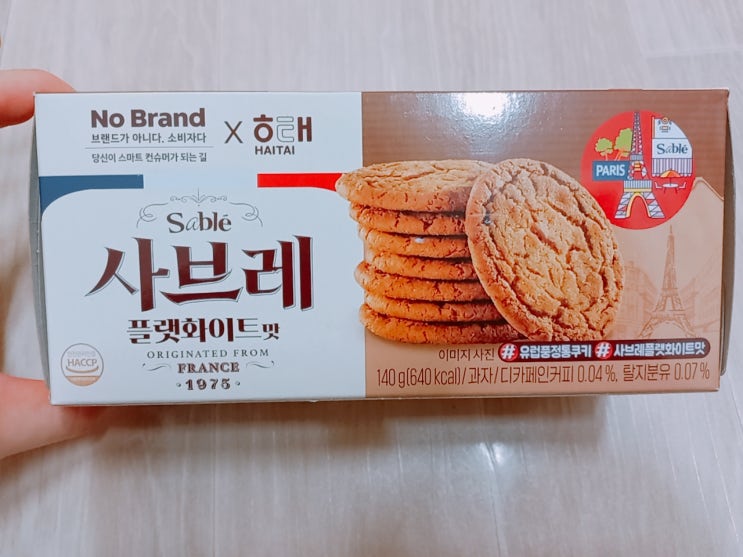 No Brand
브랜드가 아니다. 소비자다
당신이 스마트 컨슈머가 되는 길
X
해태
HAITAI
Sablé
사브레
플랫화이트맛
ORIGINATED FROM
FRANCE
1975
HACCP
PARIS
Sablé
이미지 사진 #유럽풍정통쿠키 #사브레플랫화이트맛
140 g(640 kcal) / 과자 / 디카페인커피 0.04 %, 탈지분유 0.07 %